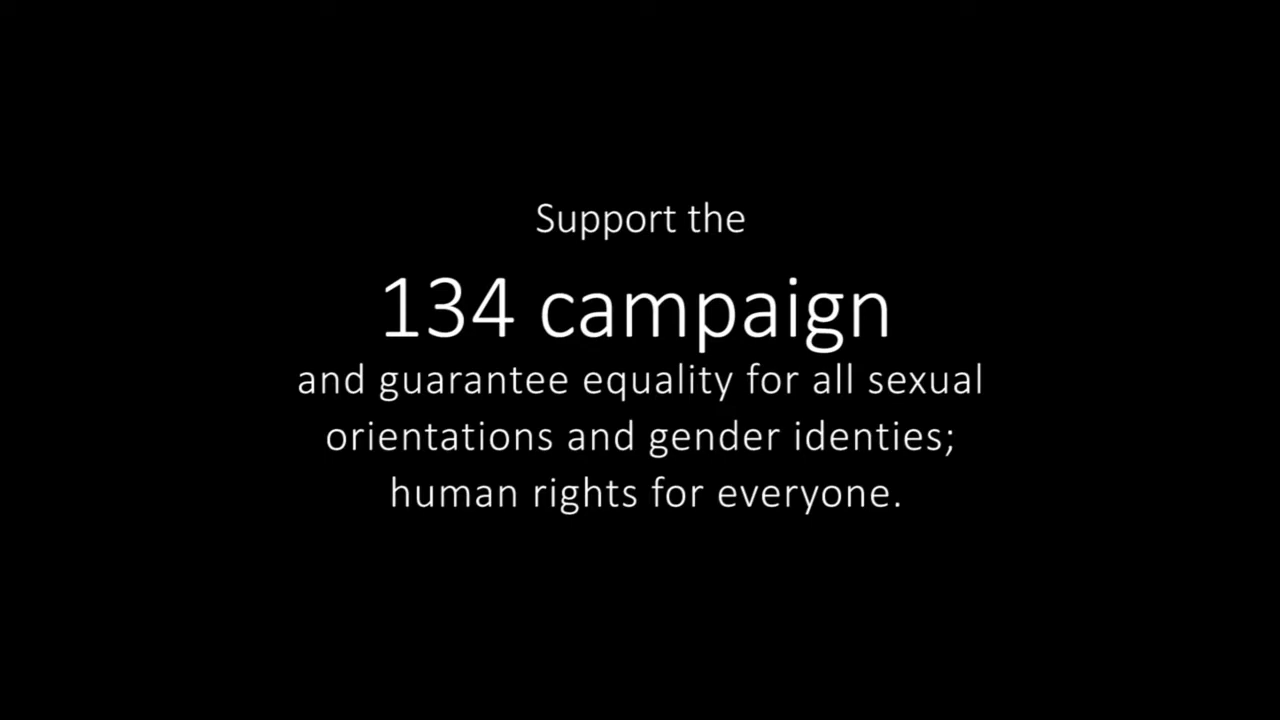 Support the
134 campaign
and guarantee equality for all sexual
orientations and gender identies;
human rights for everyone.